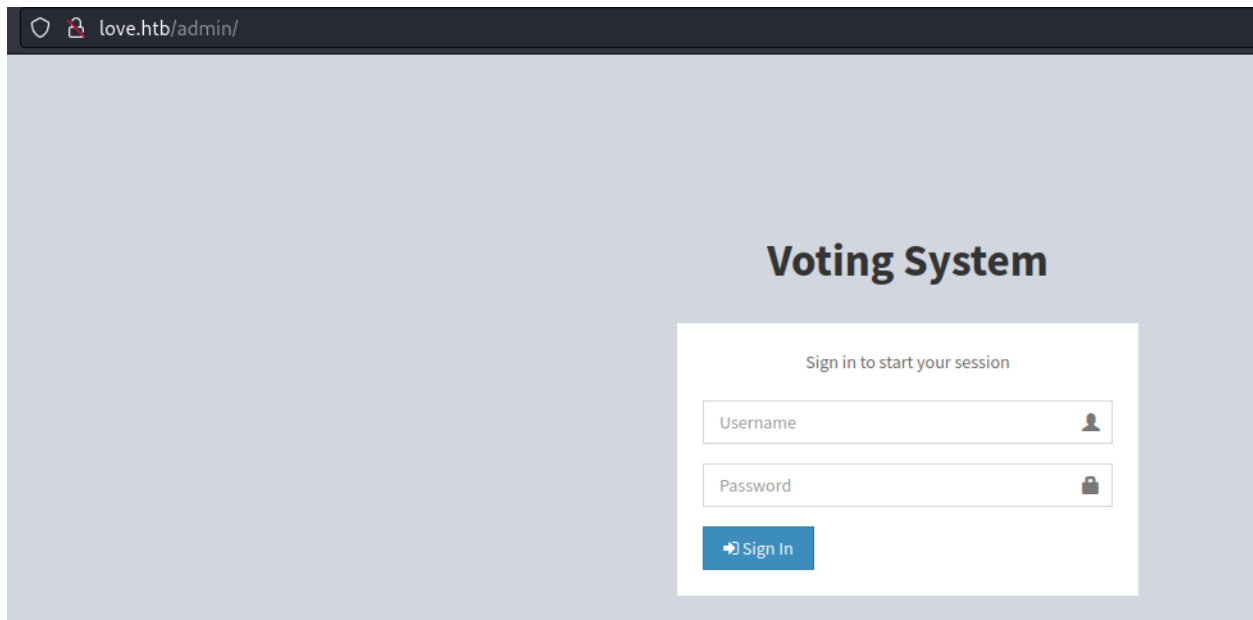 love.htb/admin/
Voting System
Sign in to start your session
Username
Password
Sign In